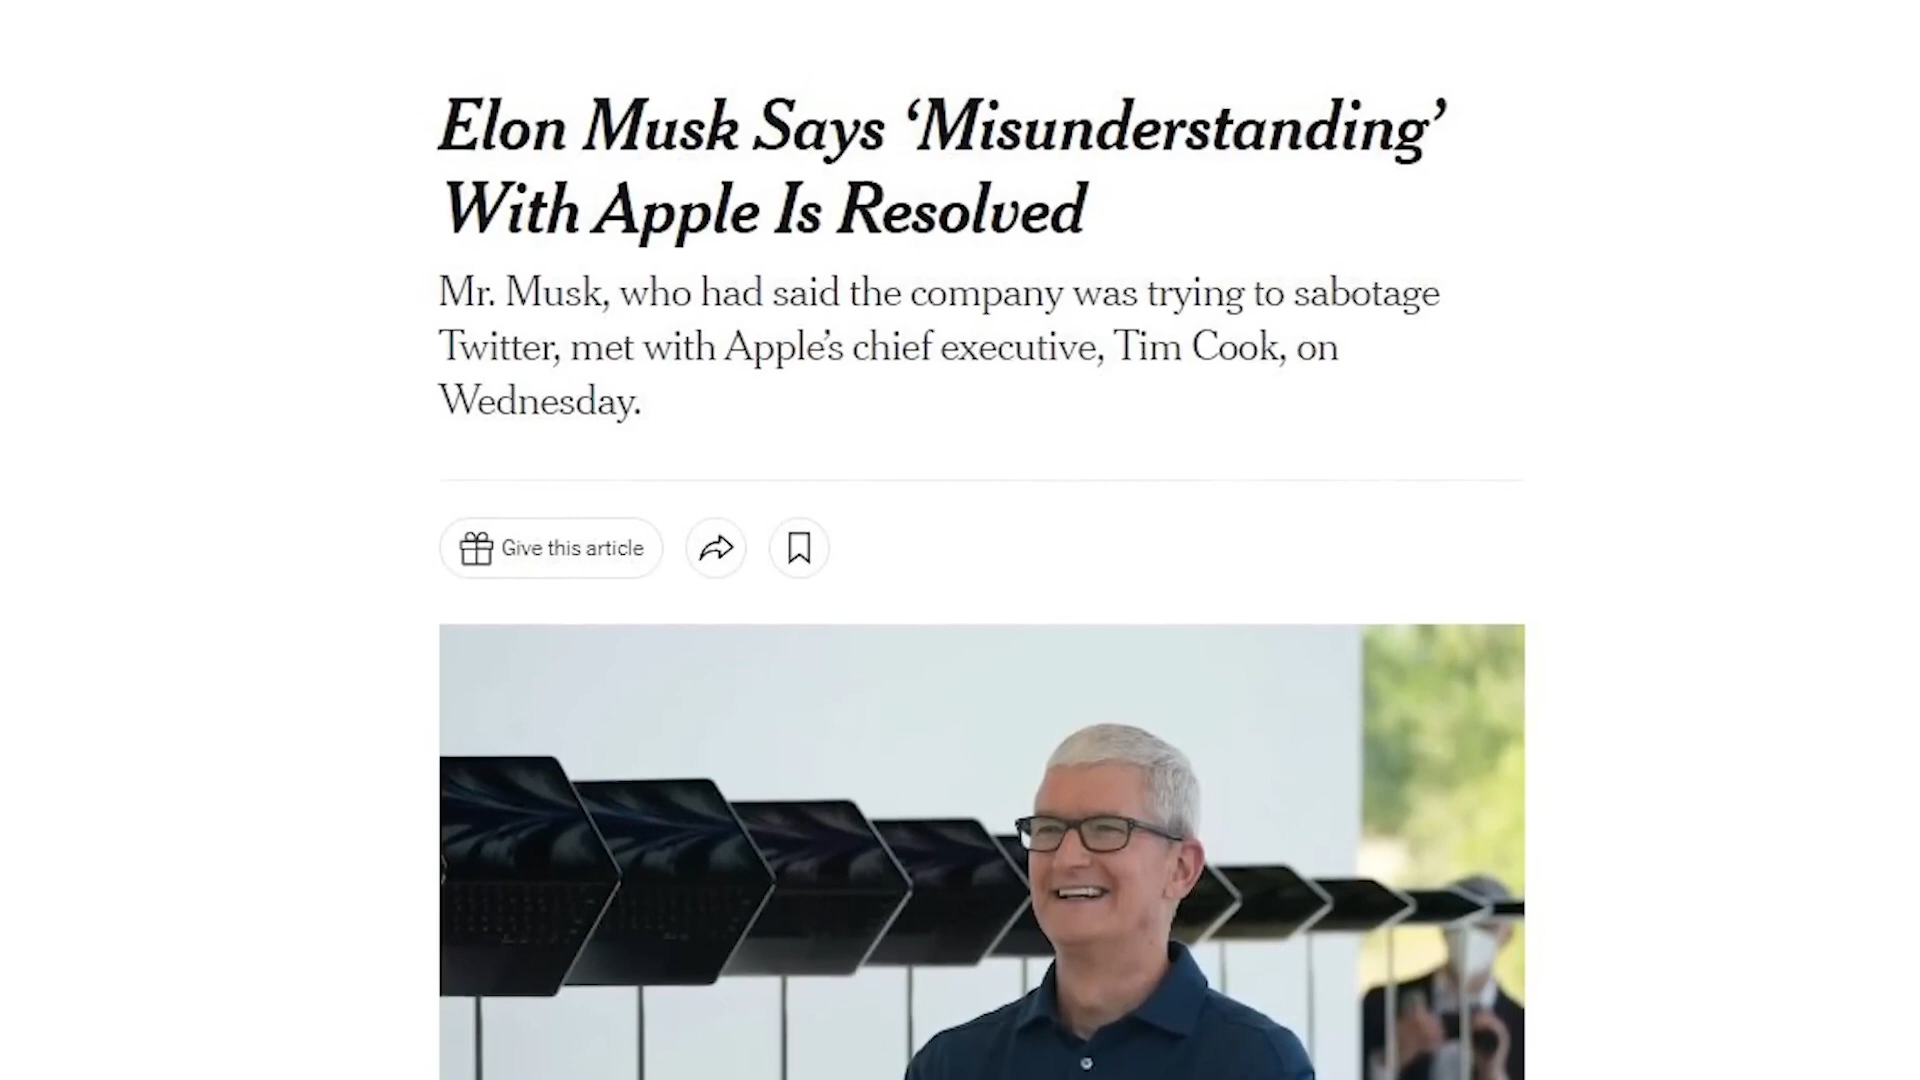 Elon Musk Says ‘Misunderstanding’
With Apple Is Resolved
Mr. Musk, who had said the company was trying to sabotage
Twitter, met with Apple’s chief executive, Tim Cook, on
Wednesday.
Give this article